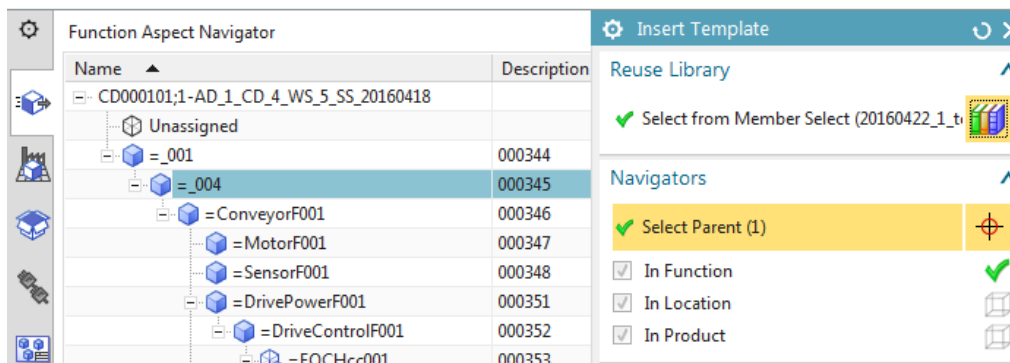 Function Aspect Navigator
Name Description
CD000101;1-AD_1_CD_4_WS_5_SS_20160418
Unassigned
=_001 000344
=_004 000345
=ConveyorF001 000346
=MotorF001 000347
=SensorF001 000348
=DrivePowerF001 000351
=DriveControlF001 000352
=EQCHcc001 000353
Insert Template
Reuse Library
Select from Member Select (20160422_1_t
Navigators
Select Parent (1)
In Function
In Location
In Product